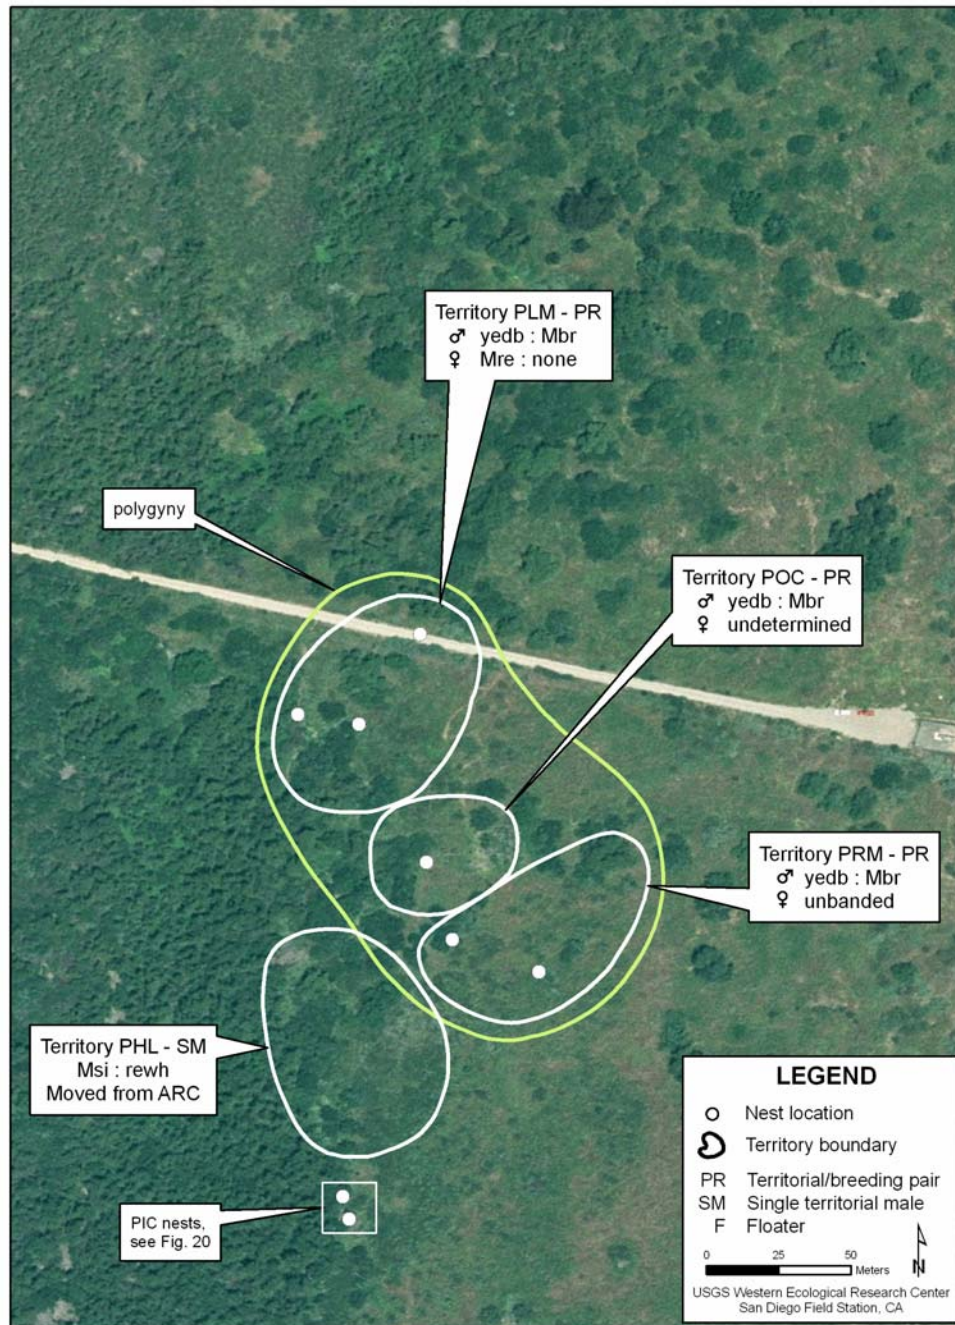 Territory PLM - PR
♂ yedb : Mbr
♀ Mre : none
polygyny
Territory POC - PR
♂ yedb : Mbr
♀ undetermined
Territory PRM - PR
♂ yedb : Mbr
♀ unbanded
Territory PHL - SM
Msi : rewh
Moved from ARC
PIC nests,
see Fig. 20
LEGEND
Nest location
Territory boundary
PR Territorial/breeding pair
SM Single territorial male
F Floater
0 25 50
Meters
N
USGS Western Ecological Research Center
San Diego Field Station, CA